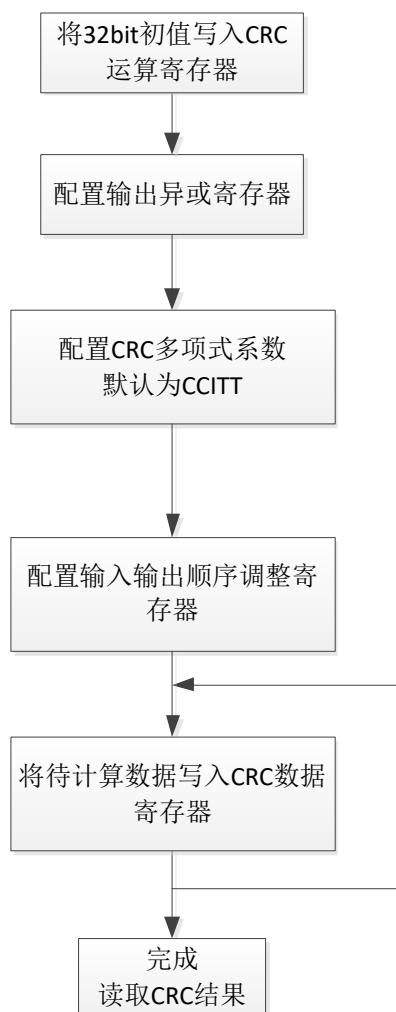 将32bit初值写入CRC
运算寄存器
配置输出异或寄存器
配置CRC多项式系数
默认为CCITT
配置输入输出顺序调整寄
存器
将待计算数据写入CRC数据
寄存器
完成
读取CRC结果